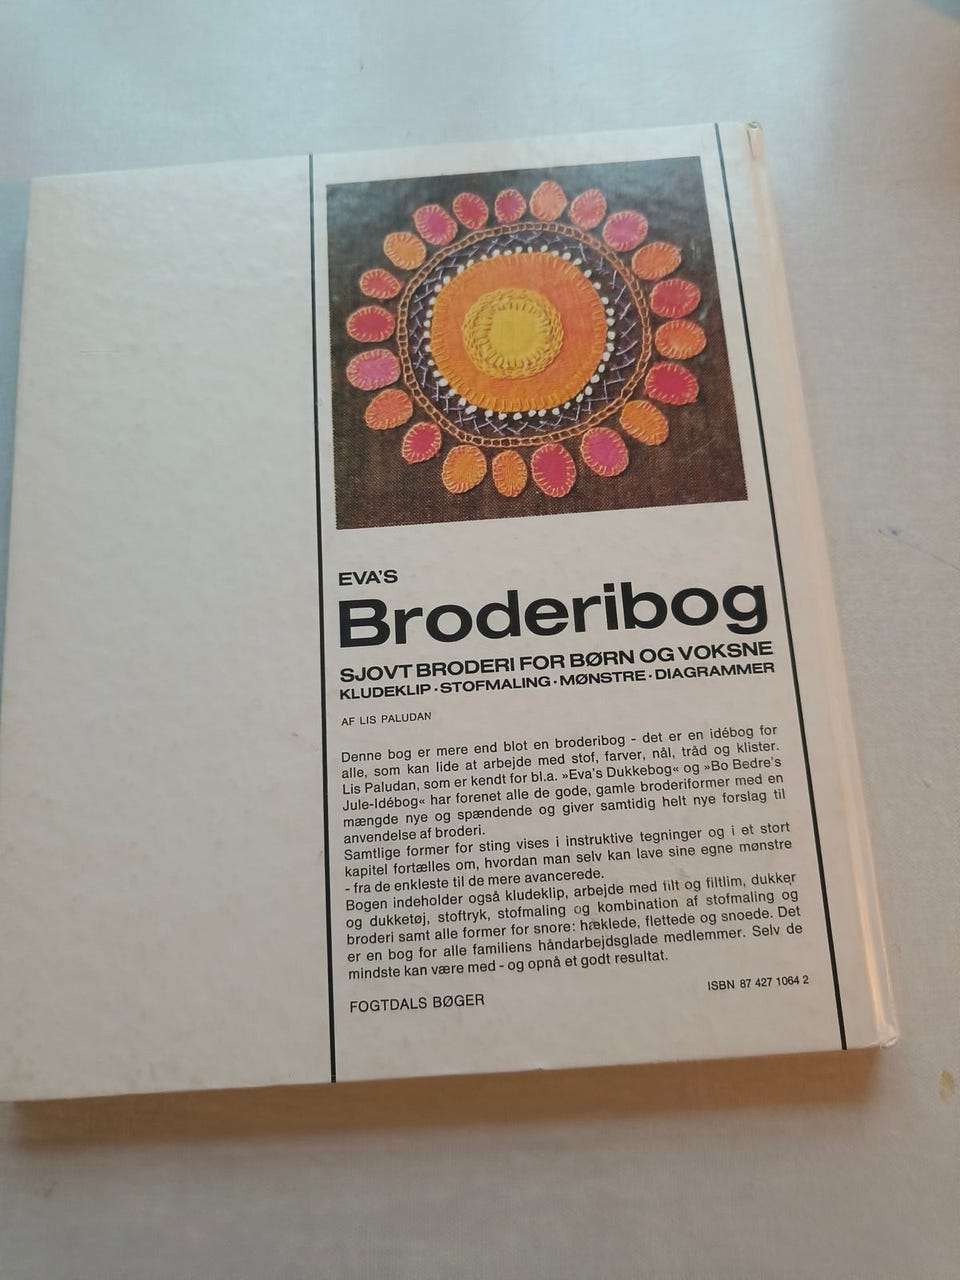 EVA'S
Broderibog
SJOVT BRODERI FOR BØRN OG VOKSNE
KLUDEKLIP · STOFMALING · MØNSTRE · DIAGRAMMER
AF LIS PALUDAN
Denne bog er mere end blot en broderibog - det er en idébog for
alle, som kan lide at arbejde med stof, farver, nål, tråd og klister.
Lis Paludan, som er kendt for bl.a. »Eva's Dukkebog« og »Bo Bedre's
Jule-Idébog« har forenet alle de gode, gamle broderiformer med en
mængde nye og spændende og giver samtidig helt nye forslag til
anvendelse af broderi.
Samtlige former for sting vises i instruktive tegninger og i et stort
kapitel fortælles om, hvordan man selv kan lave sine egne mønstre
- fra de enkleste til de mere avancerede.
Bogen indeholder også kludeklip, arbejde med filt og filtlim, dukker
og dukketøj, stoftryk, stofmaling og kombination af stofmaling og
broderi samt alle former for snore: hæklede, flettede og snoede. Det
er en bog for alle familiens håndarbejdsglade medlemmer. Selv de
mindste kan være med - og opnå et godt resultat.
FOGTDALS BØGER
ISBN 87 427 1064 2